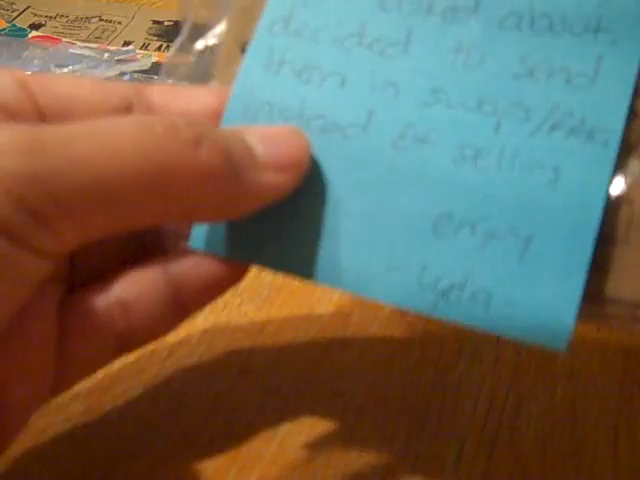 asked about,
decided to send
them in swaps/
instead of selling
enjoy